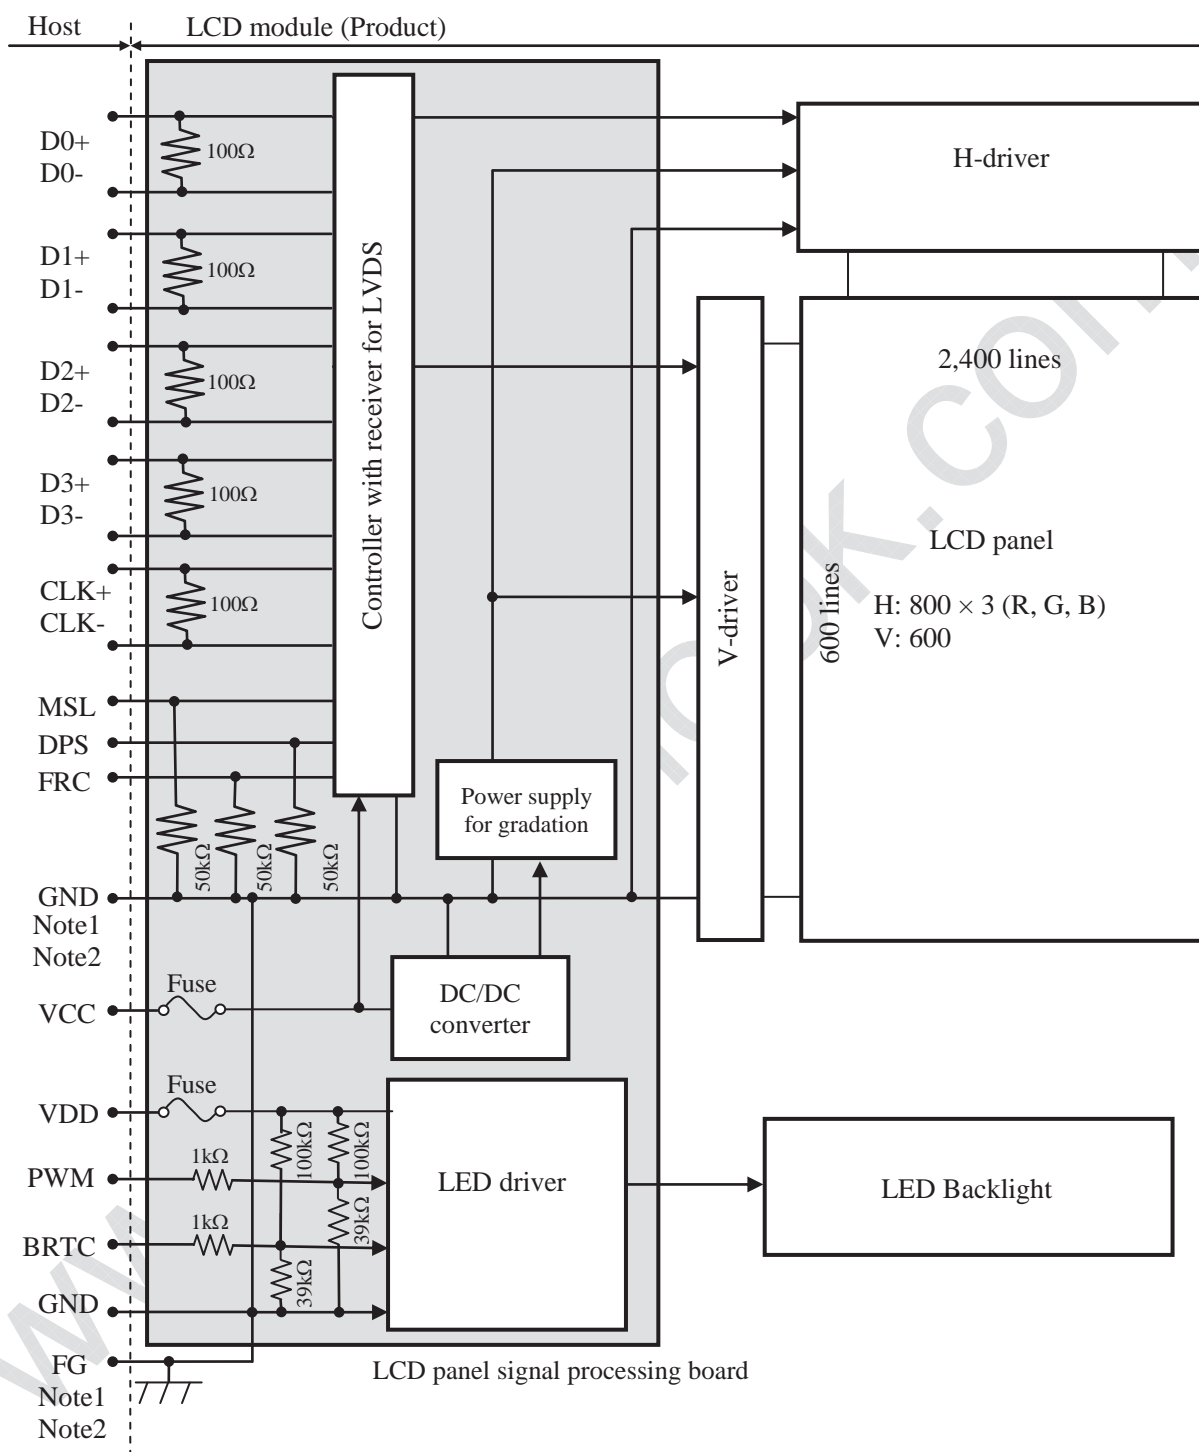 Host
LCD module (Product)
D0+
D0-
100Ω
D1+
D1-
100Ω
D2+
D2-
100Ω
D3+
D3-
100Ω
CLK+
CLK-
100Ω
MSL
DPS
FRC
50kΩ
50kΩ
50kΩ
GND
Note1
Note2
Controller with receiver for LVDS
H-driver
V-driver
2,400 lines
600 lines
LCD panel
H: 800 × 3 (R, G, B)
V: 600
Power supply
for gradation
Fuse
VCC
DC/DC
converter
Fuse
VDD
100kΩ
100kΩ
1kΩ
PWM
39kΩ
1kΩ
BRTC
39kΩ
GND
LED driver
LED Backlight
FG
Note1
Note2
LCD panel signal processing board